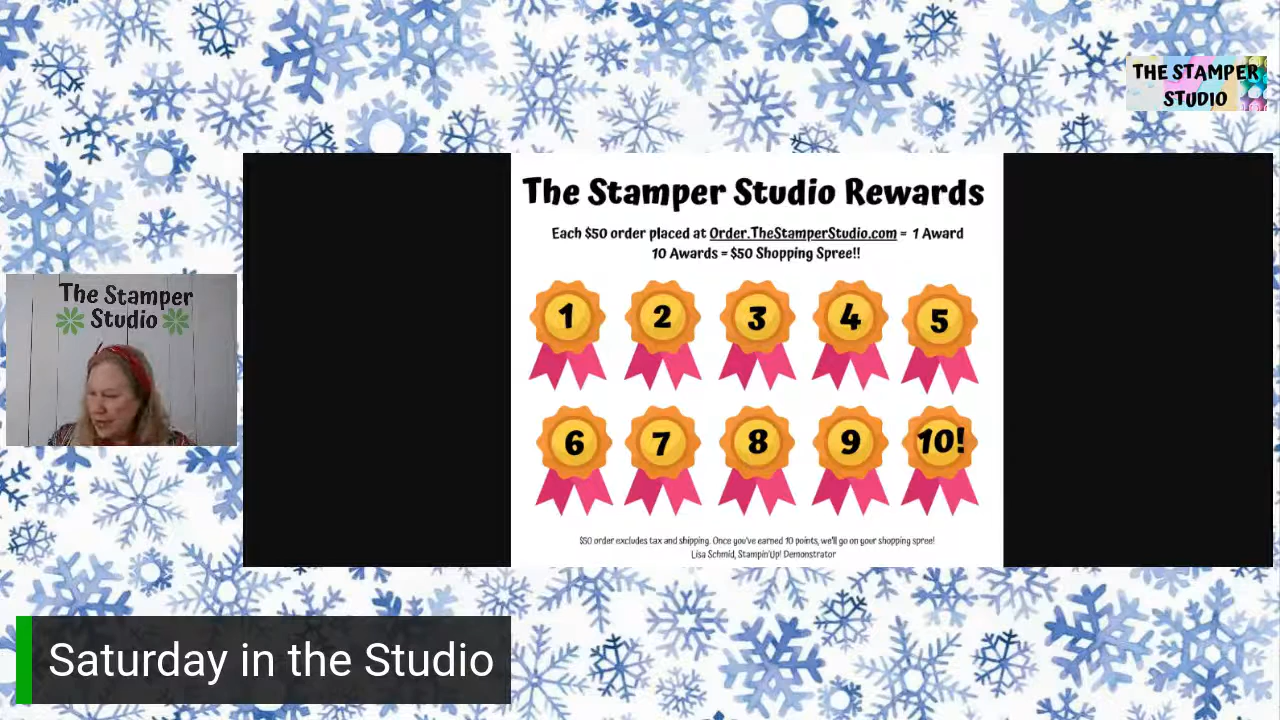 THE STAMPER
STUDIO
The Stamper Studio Rewards
Each $50 order placed at Order.TheStamperStudio.com = 1 Award
10 Awards = $50 Shopping Spree!!
1 2 3 4 5
6 7 8 9 10!
$50 order excludes tax and shipping. Once you've earned 10 points, we'll go on your shopping spree!
Lisa Schmid, Stampin'Up! Demonstrator
The Stamper
Studio
Saturday in the Studio